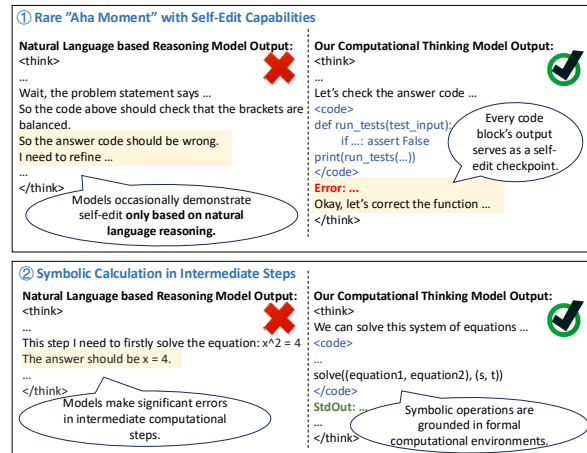 ① Rare "Aha Moment" with Self-Edit Capabilities
Natural Language based Reasoning Model Output:
<think>
...
Wait, the problem statement says ...
So the code above should check that the brackets are
balanced.
So the answer code should be wrong.
I need to refine ...
...
</think>
Models occasionally demonstrate
self-edit only based on natural
language reasoning.
Our Computational Thinking Model Output:
<think>
...
Let's check the answer code ...
<code>
def run_tests(test_input):
if ...: assert False
print(run_tests(...))
</code>
Error: ...
Okay, let's correct the function ...
</think>
Every code
block's output
serves as a self-
edit checkpoint.
② Symbolic Calculation in Intermediate Steps
Natural Language based Reasoning Model Output:
<think>
...
This step I need to firstly solve the equation: x^2 = 4
The answer should be x = 4.
...
</think>
Models make significant errors
in intermediate computational
steps.
Our Computational Thinking Model Output:
<think>
We can solve this system of equations ...
<code>
...
solve((equation1, equation2), (s, t))
</code>
StdOut: ...
...
</think>
Symbolic operations are
grounded in formal
computational environments.